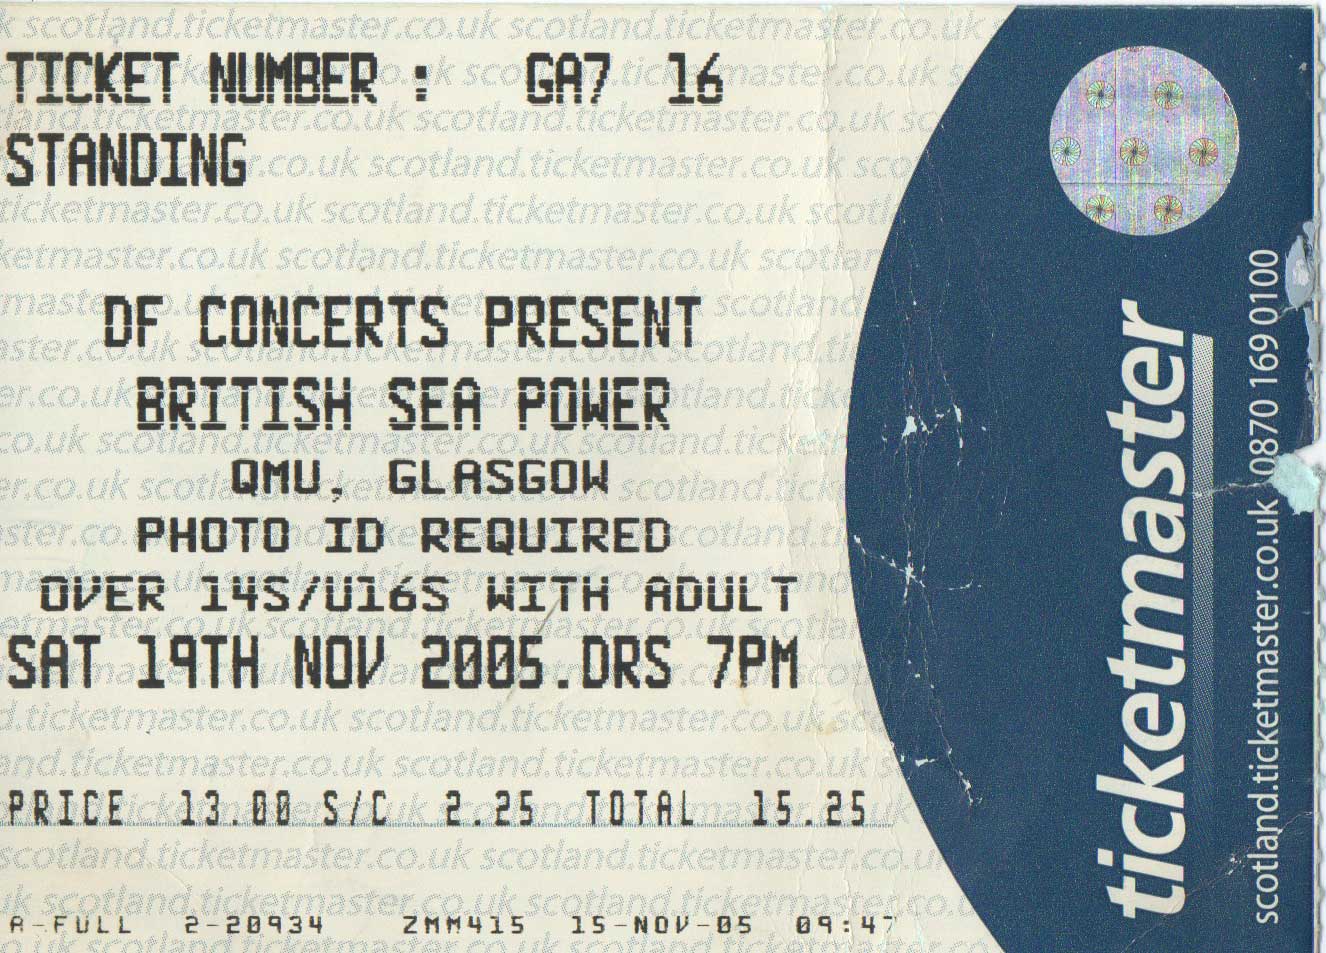 TICKET NUMBER : GA7 16
STANDING
DF CONCERTS PRESENT
BRITISH SEA POWER
QMU, GLASGOW
PHOTO ID REQUIRED
OVER 14S/U16S WITH ADULT
SAT 19TH NOV 2005.DRS 7PM
PRICE 13.00 S/C 2.25 TOTAL 15.25
A-FULL 2-20934 ZMM415 15-NOV-05 09:47
ticketmaster
scotland.ticketmaster.co.uk 0870 169 0100